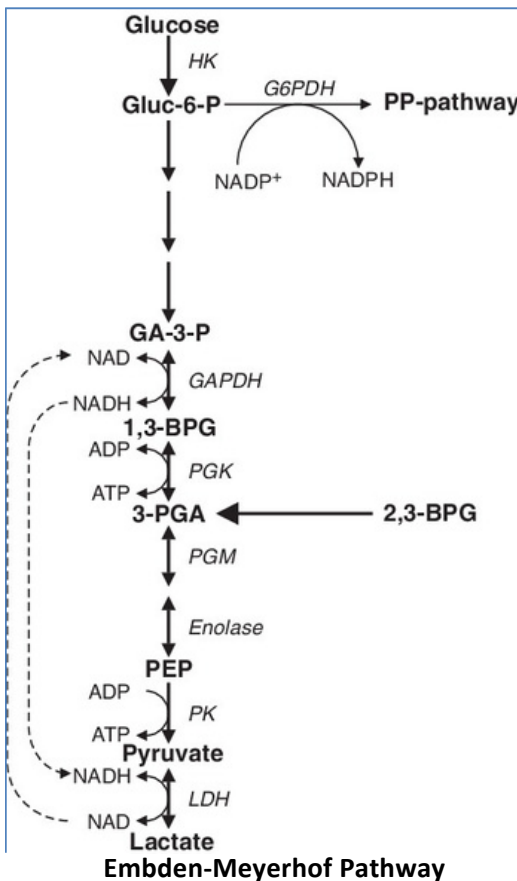 Glucose
HK
G6PDH
Gluc-6-P
PP-pathway
NADP+
NADPH
GA-3-P
NAD
GAPDH
NADH
1,3-BPG
ADP
PGK
ATP
3-PGA
2,3-BPG
PGM
Enolase
PEP
ADP
PK
ATP
Pyruvate
NADH
LDH
NAD
Lactate
Embden-Meyerhof Pathway